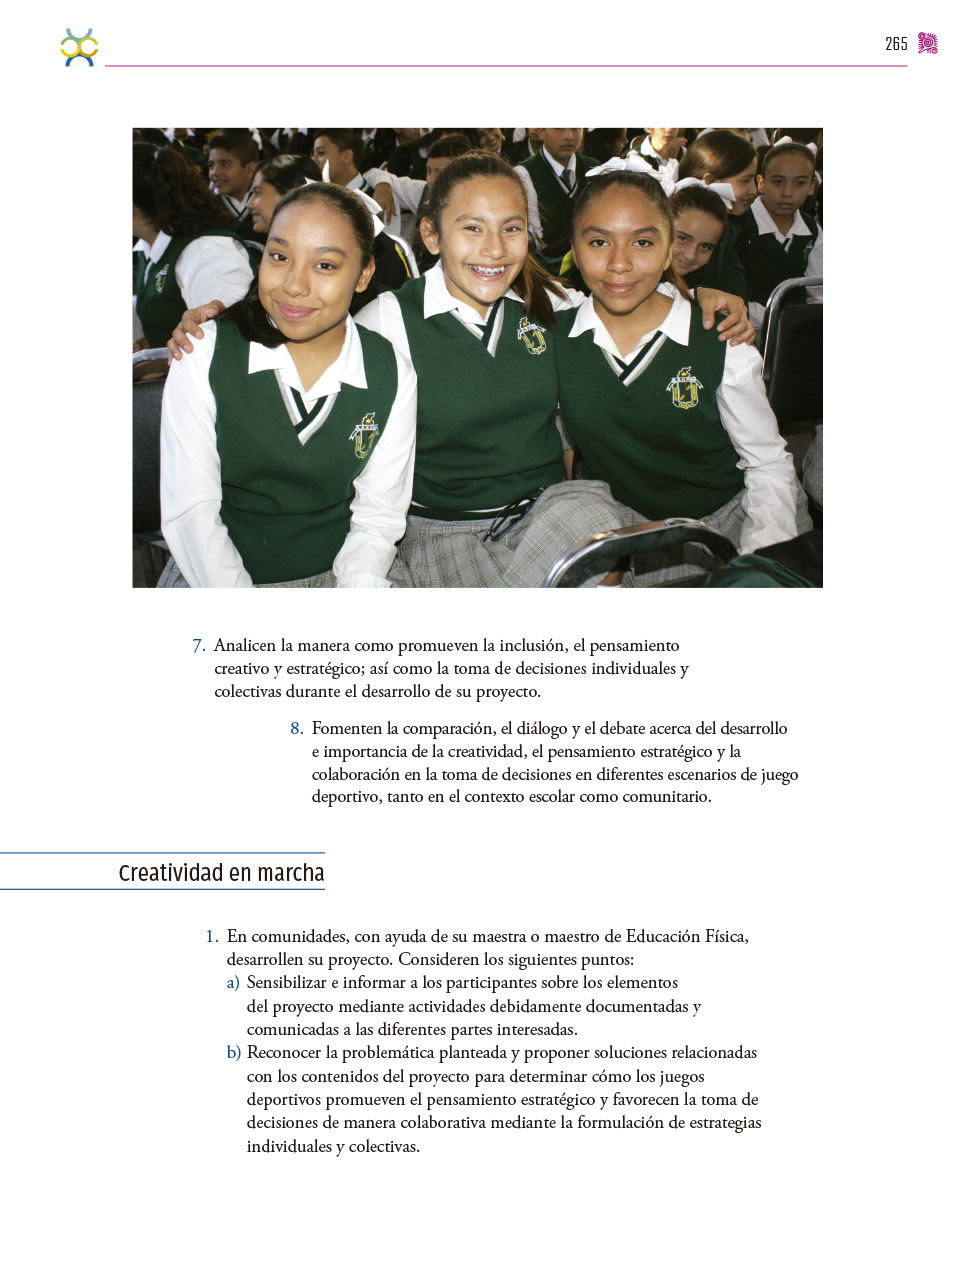 265
7. Analicen la manera como promueven la inclusión, el pensamiento
creativo y estratégico; así como la toma de decisiones individuales y
colectivas durante el desarrollo de su proyecto.
8. Fomenten la comparación, el diálogo y el debate acerca del desarrollo
e importancia de la creatividad, el pensamiento estratégico y la
colaboración en la toma de decisiones en diferentes escenarios de juego
deportivo, tanto en el contexto escolar como comunitario.
Creatividad en marcha
1. En comunidades, con ayuda de su maestra o maestro de Educación Física,
desarrollen su proyecto. Consideren los siguientes puntos:
a) Sensibilizar e informar a los participantes sobre los elementos
del proyecto mediante actividades debidamente documentadas y
comunicadas a las diferentes partes interesadas.
b) Reconocer la problemática planteada y proponer soluciones relacionadas
con los contenidos del proyecto para determinar cómo los juegos
deportivos promueven el pensamiento estratégico y favorecen la toma de
decisiones de manera colaborativa mediante la formulación de estrategias
individuales y colectivas.